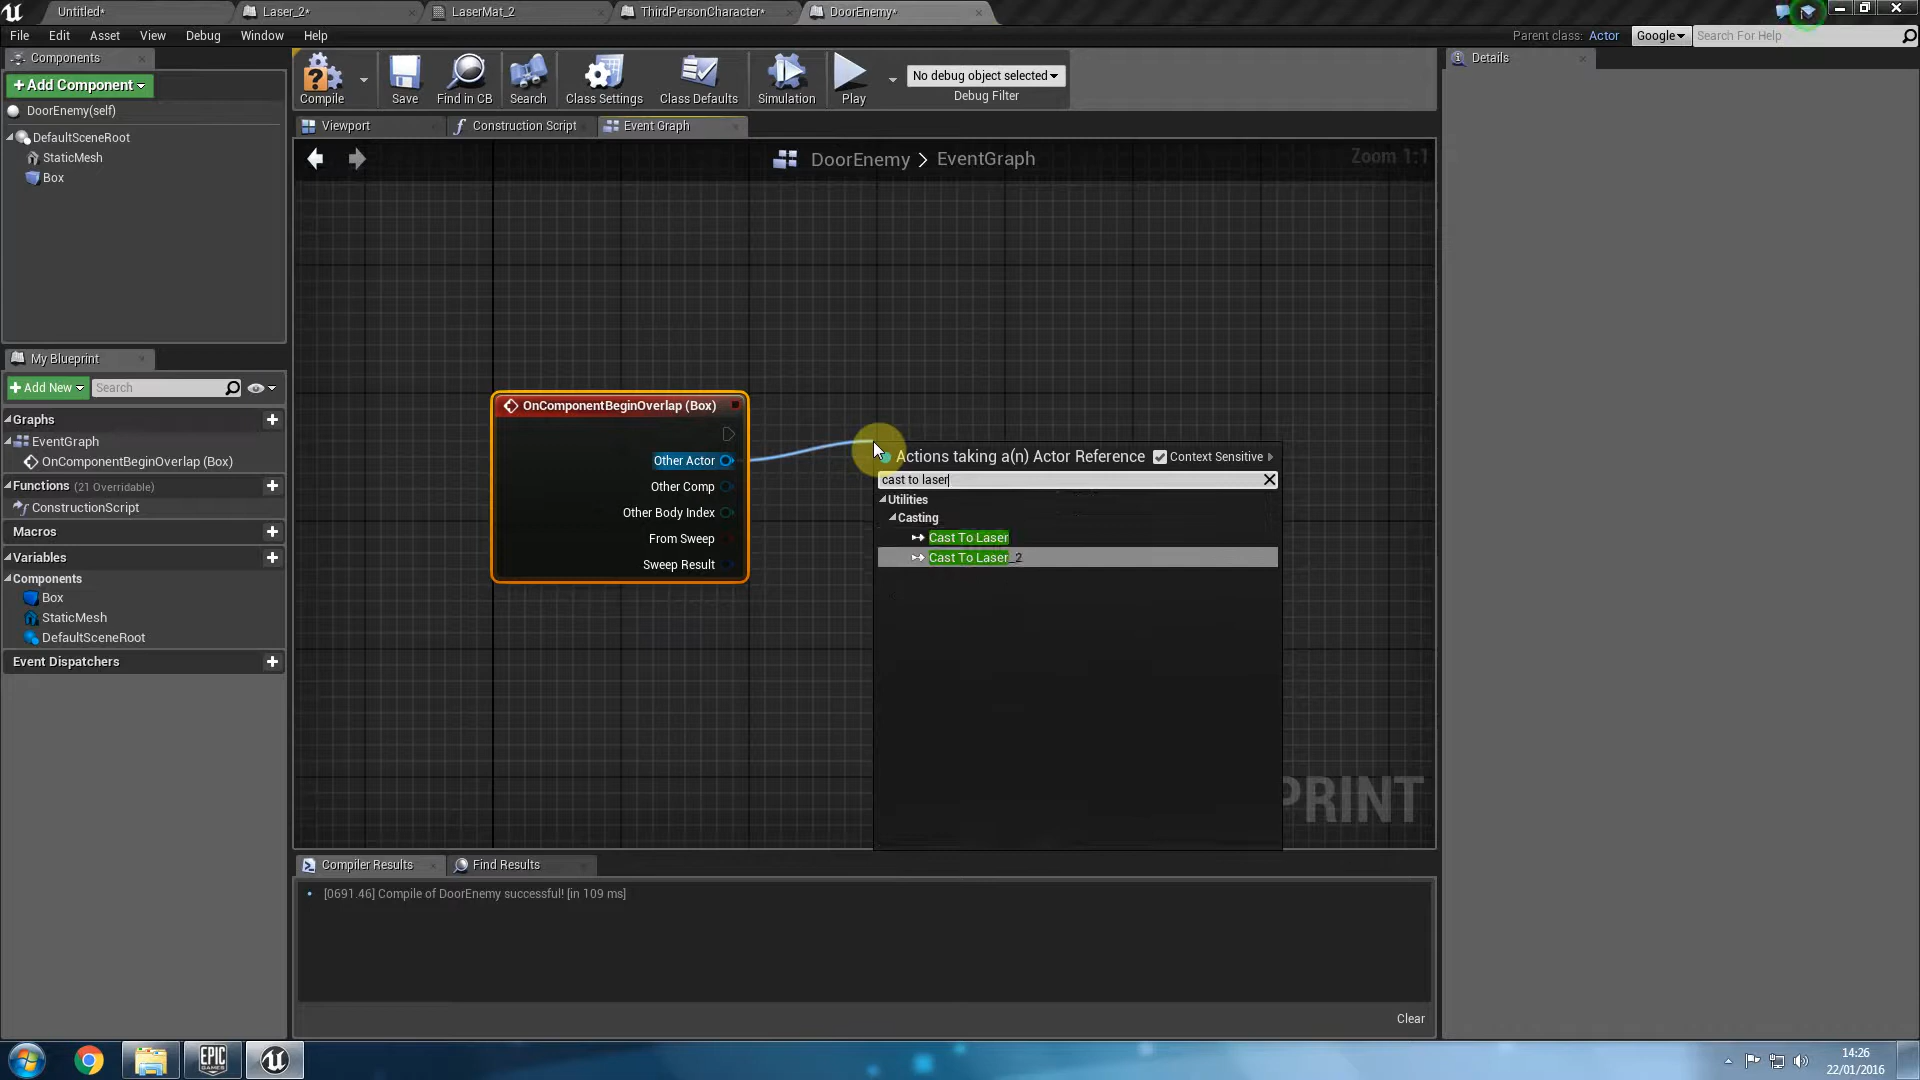 Untitled*
Laser_2*
LaserMat_2
ThirdPersonCharacter*
DoorEnemy*
File Edit Asset View Debug Window Help
Parent class: Actor
Google
Search For Help
Components
Details
+Add Component
DoorEnemy(self)
DefaultSceneRoot
StaticMesh
Box
Compile
Save
Find in CB
Search
Class Settings
Class Defaults
Simulation
Play
No debug object selected
Debug Filter
Viewport
Construction Script
Event Graph
DoorEnemy > EventGraph
Zoom 1:1
My Blueprint
+Add New
Search
Graphs
EventGraph
OnComponentBeginOverlap (Box)
Functions (21 Overridable)
ConstructionScript
Macros
Variables
Components
Box
StaticMesh
DefaultSceneRoot
Event Dispatchers
OnComponentBeginOverlap (Box)
Other Actor
Other Comp
Other Body Index
From Sweep
Sweep Result
Actions taking a(n) Actor Reference
Context Sensitive
cast to laser
Utilities
Casting
Cast To Laser
Cast To Laser_2
PRINT
Compiler Results
Find Results
[0691.46] Compile of DoorEnemy successful! [in 109 ms]
Clear
EPIC
GAMES
14:26
22/01/2016